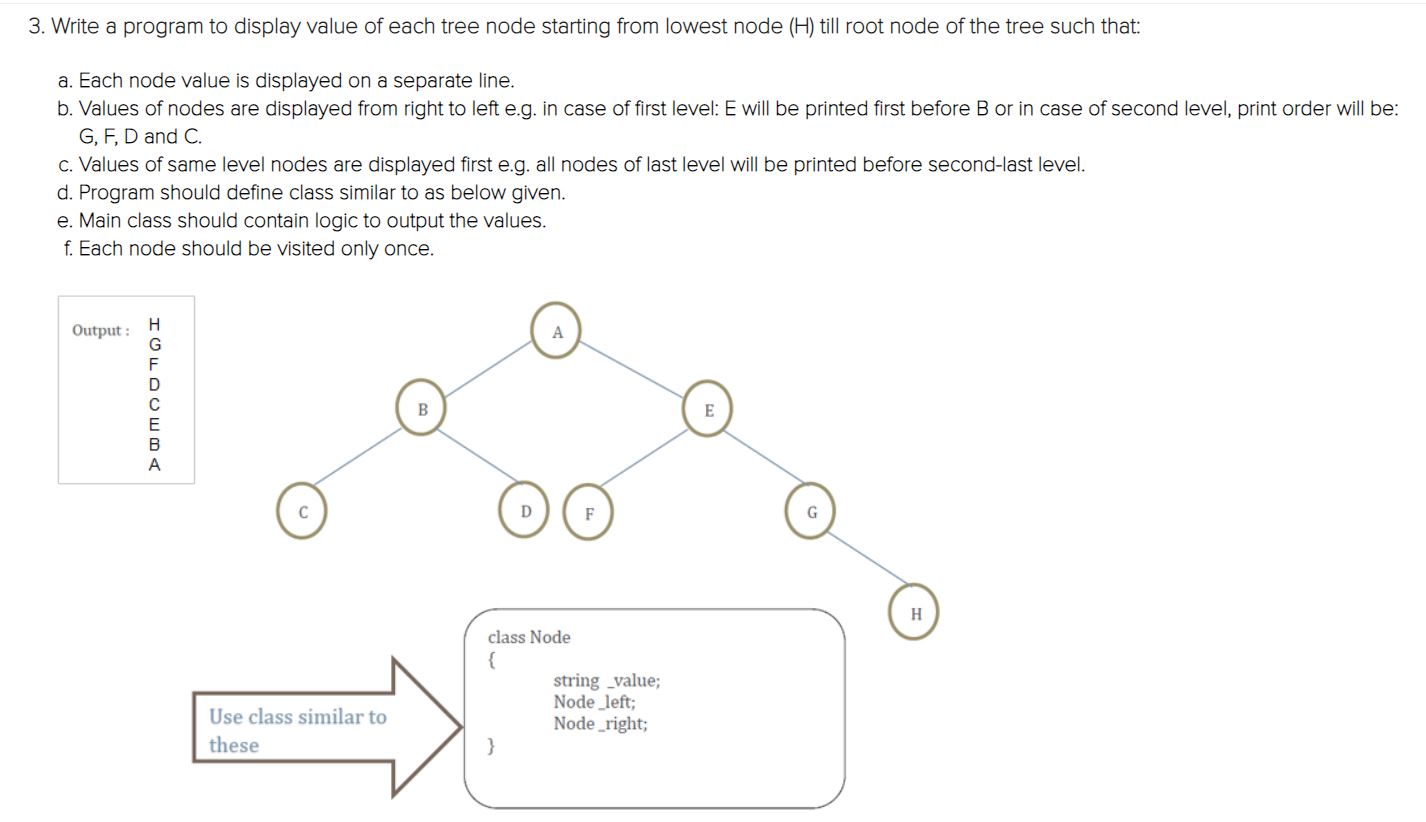 3. Write a program to display value of each tree node starting from lowest node (H) till root node of the tree such that:
a. Each node value is displayed on a separate line.
b. Values of nodes are displayed from right to left e.g. in case of first level: E will be printed first before B or in case of second level, print order will be:
G, F, D and C.
c. Values of same level nodes are displayed first e.g. all nodes of last level will be printed before second-last level.
d. Program should define class similar to as below given.
e. Main class should contain logic to output the values.
f. Each node should be visited only once.
Output : H
G
F
D
C
E
B
A
A
B
E
C
D
F
G
H
class Node
{
string _value;
Node _left;
Node _right;
}
Use class similar to
these